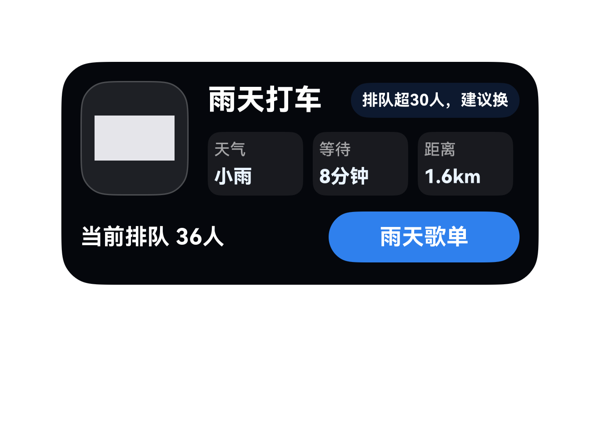 雨天打车
排队超30人，建议换
天气
小雨
等待
8分钟
距离
1.6km
当前排队 36人
雨天歌单